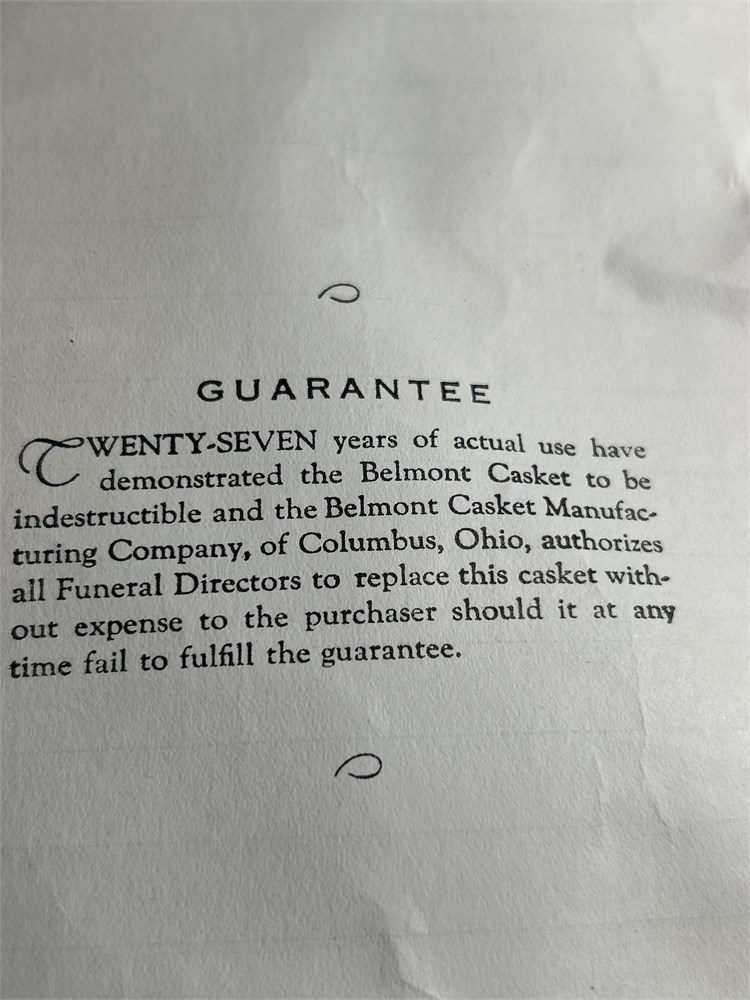 GUARANTEE
TWENTY-SEVEN years of actual use have
demonstrated the Belmont Casket to be
indestructible and the Belmont Casket Manufac-
turing Company, of Columbus, Ohio, authorizes
all Funeral Directors to replace this casket with-
out expense to the purchaser should it at any
time fail to fulfill the guarantee.